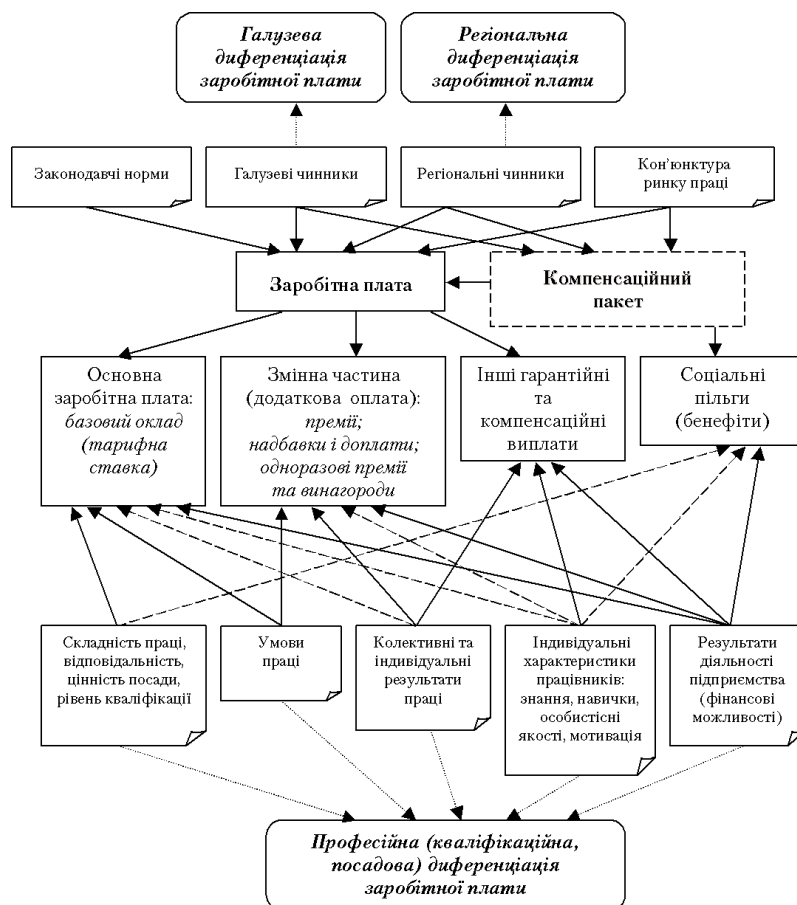 Галузева
диференціація
заробітної плати
Регіональна
диференціація
заробітної плати
Законодавчі норми
Галузеві чинники
Регіональні чинники
Кон’юнктура
ринку праці
Заробітна плата
Компенсаційний
пакет
Основна
заробітна плата:
базовий оклад
(тарифна
ставка)
Змінна частина
(додаткова оплата):
премії;
надбавки і доплати;
одноразові премії
та винагороди
Інші гарантійні
та
компенсаційні
виплати
Соціальні
пільги
(бенефіти)
Складність праці,
відповідальність,
цінність посади,
рівень кваліфікації
Умови
праці
Колективні та
індивідуальні
результати
праці
Індивідуальні
характеристики
працівників:
знання, навички,
особистісні
якості, мотивація
Результати
діяльності
підприємства
(фінансові
можливості)
Професійна (кваліфікаційна,
посадова) диференціація
заробітної плати